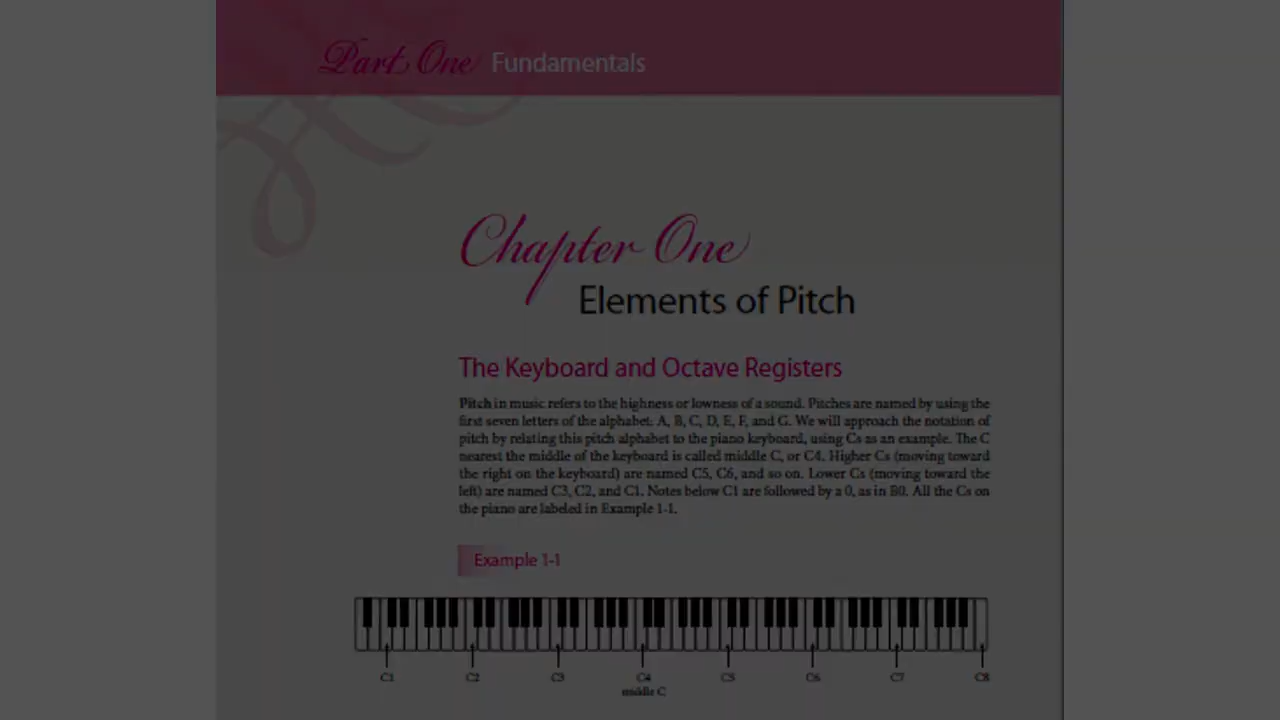 Part One Fundamentals
Chapter One
Elements of Pitch
The Keyboard and Octave Registers
Pitch in music refers to the highness or lowness of a sound. Pitches are named by using the
first seven letters of the alphabet: A, B, C, D, E, F, and G. We will approach the notation of
pitch by relating this pitch alphabet to the piano keyboard, using Cs as an example. The C
nearest the middle of the keyboard is called middle C, or C4. Higher Cs (moving toward
the right on the keyboard) are named C5, C6, and so on. Lower Cs (moving toward the
left) are named C3, C2, and C1. Notes below C1 are followed by a 0, as in B0. All the Cs on
the piano are labeled in Example 1-1.
Example 1-1
C1 C2 C3 C4 C5 C6 C7 C8
middle C